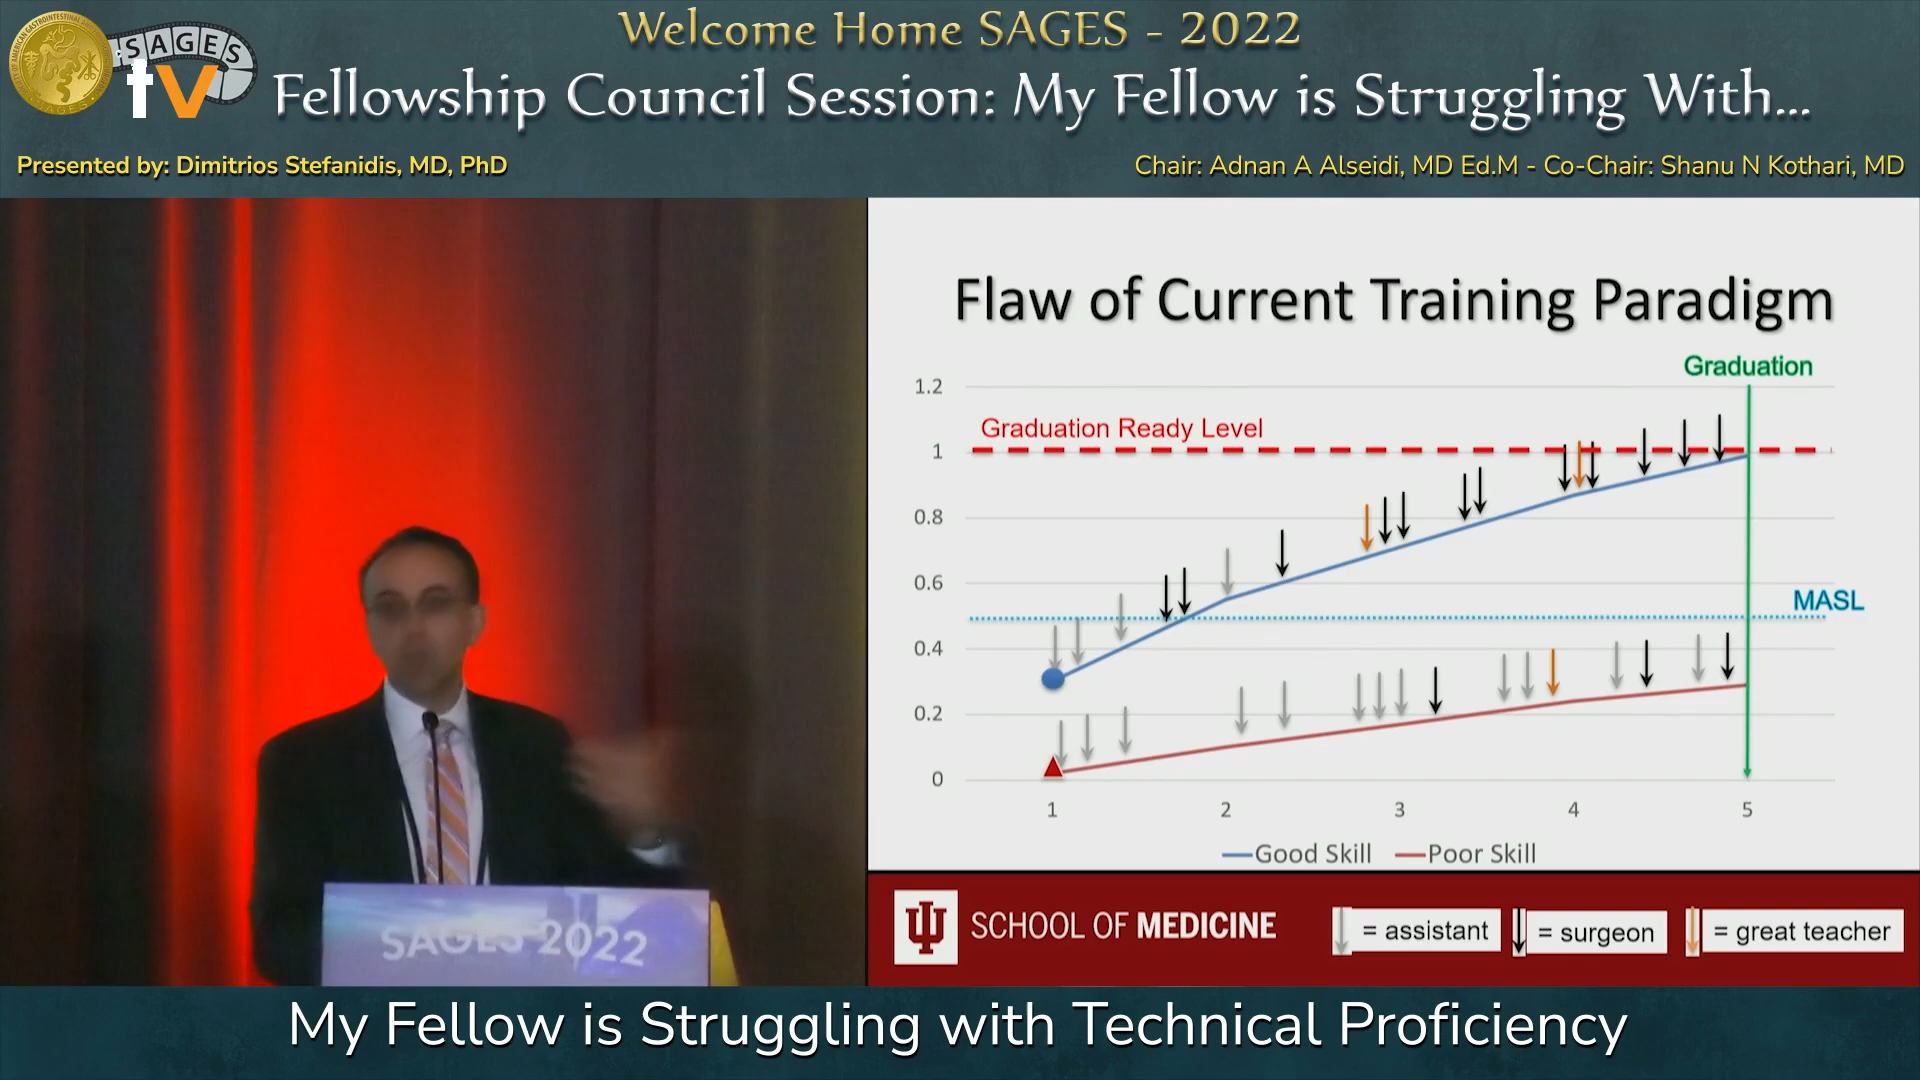 SAGES
tv
Welcome Home SAGES - 2022
Fellowship Council Session: My Fellow is Struggling With...
Presented by: Dimitrios Stefanidis, MD, PhD
Chair: Adnan A Alseidi, MD Ed.M - Co-Chair: Shanu N Kothari, MD
SAGES 2022
Flaw of Current Training Paradigm
Graduation
1.2
Graduation Ready Level
1
0.8
0.6
MASL
0.4
0.2
0
1 2 3 4 5
Good Skill Poor Skill
SCHOOL OF MEDICINE
= assistant
= surgeon
= great teacher
My Fellow is Struggling with Technical Proficiency